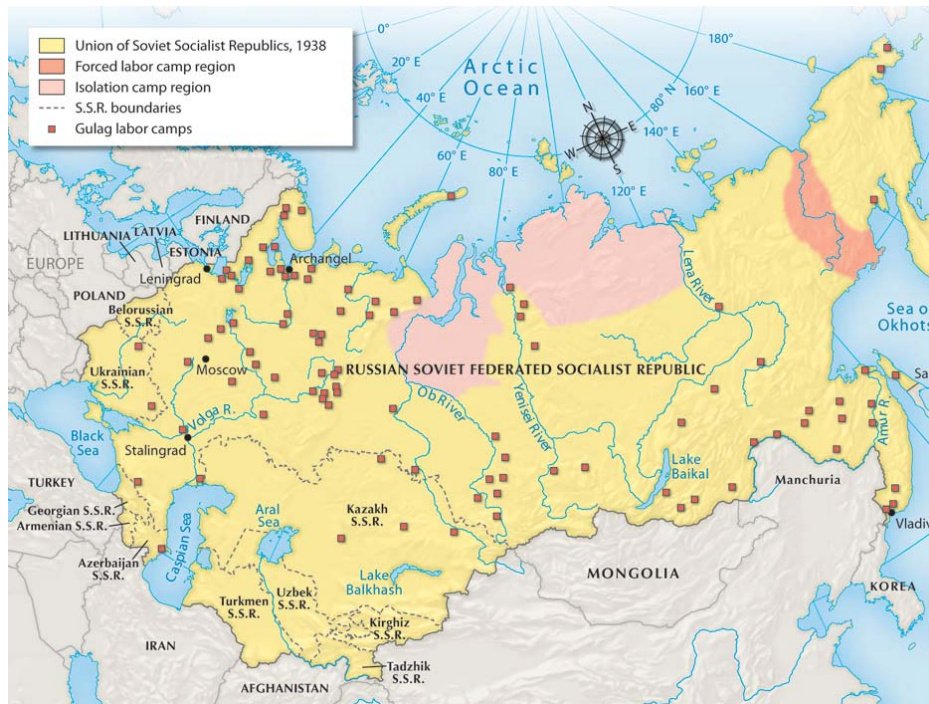 Union of Soviet Socialist Republics, 1938
Forced labor camp region
Isolation camp region
S.S.R. boundaries
Gulag labor camps
0°
20° E
40° E
60° E
80° E
Arctic
Ocean
180°
160° E
80° N
140° E
120° E
N
E
S
W
FINLAND
LITHUANIA
LATVIA
ESTONIA
EUROPE
Leningrad
Archangel
POLAND
Belorussian
S.S.R.
Ukrainian
S.S.R.
Moscow
RUSSIAN SOVIET FEDERATED SOCIALIST REPUBLIC
Lena River
Sea o
Okhots
Sa
Volga R.
Ob River
Yenisei River
Amur R.
Black
Sea
Stalingrad
Lake
Baikal
Manchuria
TURKEY
Georgian S.S.R.
Armenian S.S.R.
Azerbaijan
S.S.R.
Caspian Sea
Aral
Sea
Kazakh
S.S.R.
Vladiv
Lake
Balkhash
MONGOLIA
KOREA
Turkmen
S.S.R.
Uzbek
S.S.R.
Kirghiz
S.S.R.
IRAN
Tadzhik
S.S.R.
AFGHANISTAN